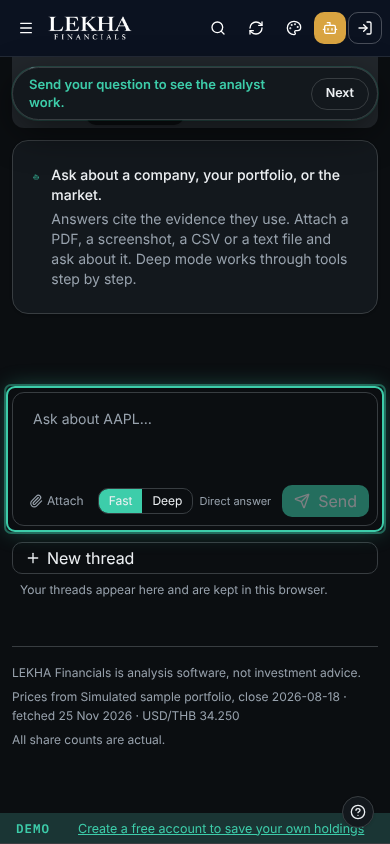 LEKHA
FINANCIALS
Send your question to see the analyst
work.
Next
Ask about a company, your portfolio, or the
market.
Answers cite the evidence they use. Attach a
PDF, a screenshot, a CSV or a text file and
ask about it. Deep mode works through tools
step by step.
Ask about AAPL...
Attach
Fast
Deep
Direct answer
Send
+ New thread
Your threads appear here and are kept in this browser.
LEKHA Financials is analysis software, not investment advice.
Prices from Simulated sample portfolio, close 2026-08-18 ·
fetched 25 Nov 2026 · USD/THB 34.250
All share counts are actual.
DEMO
Create a free account to save your own holdings